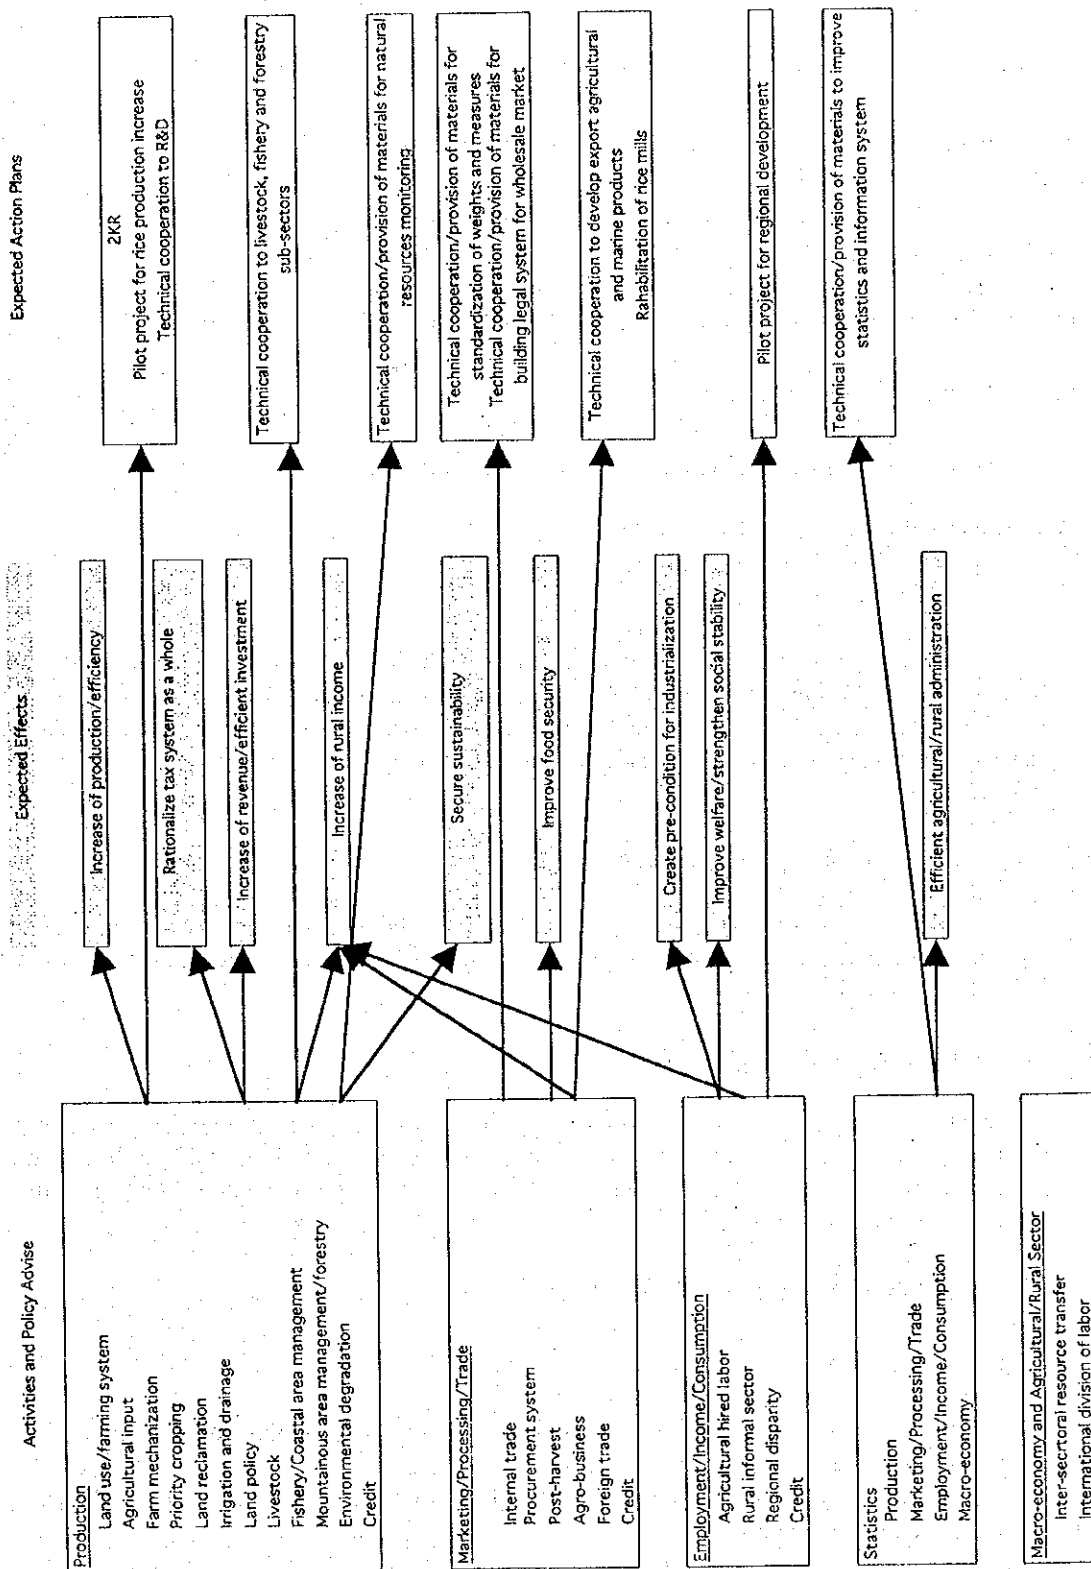 Activities and Policy Advise
Expected Effects
Expected Action Plans
Production
Land use/farming system
Agricultural input
Farm mechanization
Priority cropping
Land reclamation
Irrigation and drainage
Land policy
Livestock
Fishery/Coastal area management
Mountainous area management/forestry
Environmental degradation
Credit
Marketing/Processing/Trade
Internal trade
Procurement system
Post-harvest
Agro-business
Foreign trade
Credit
Employment/Income/Consumption
Agricultural hired labor
Rural informal sector
Regional disparity
Credit
Statistics
Production
Marketing/Processing/Trade
Employment/Income/Consumption
Macro-economy
Macro-economy and Agricultural/Rural Sector
Inter-secrtoral resource transfer
International division of labor
Increase of production/efficiency
Rationalize tax system as a whole
Increase of revenue/efficient investment
Increase of rural income
Secure sustainability
Improve food security
Create pre-condition for industrialization
Improve welfare/strengthen social stability
Efficient agricultural/rural administration
2KR
Pilot project for rice production increase
Technical cooperation to R&D
Technical cooperation to livestock, fishery and forestry
sub-sectors
Technical cooperation/provision of materials for natural
resources monitoring
Technical cooperation/provision of materials for
standardization of weights and measures
Technical cooperation/provision of materials for
building legal system for wholesale market
Technical cooperation to develop export agricultural
and marine products
Rahabilitation of rice mills
Pilot project for regional development
Technical cooperation/provision of materials to improve
statistics and information system